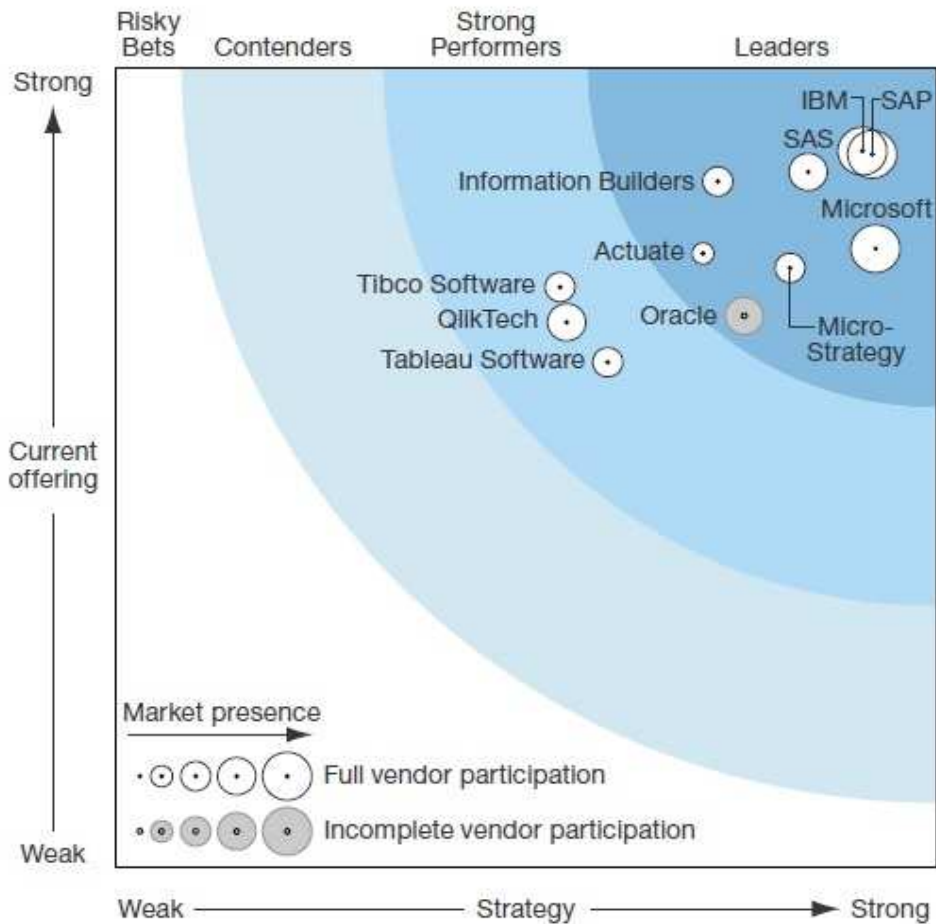 Risky
Bets
Contenders
Strong
Performers
Leaders
Strong
IBM
SAP
SAS
Information Builders
Microsoft
Actuate
Tibco Software
QlikTech
Oracle
Micro-
Strategy
Tableau Software
Current
offering
Market presence
Full vendor participation
Incomplete vendor participation
Weak
Weak
Strategy
Strong